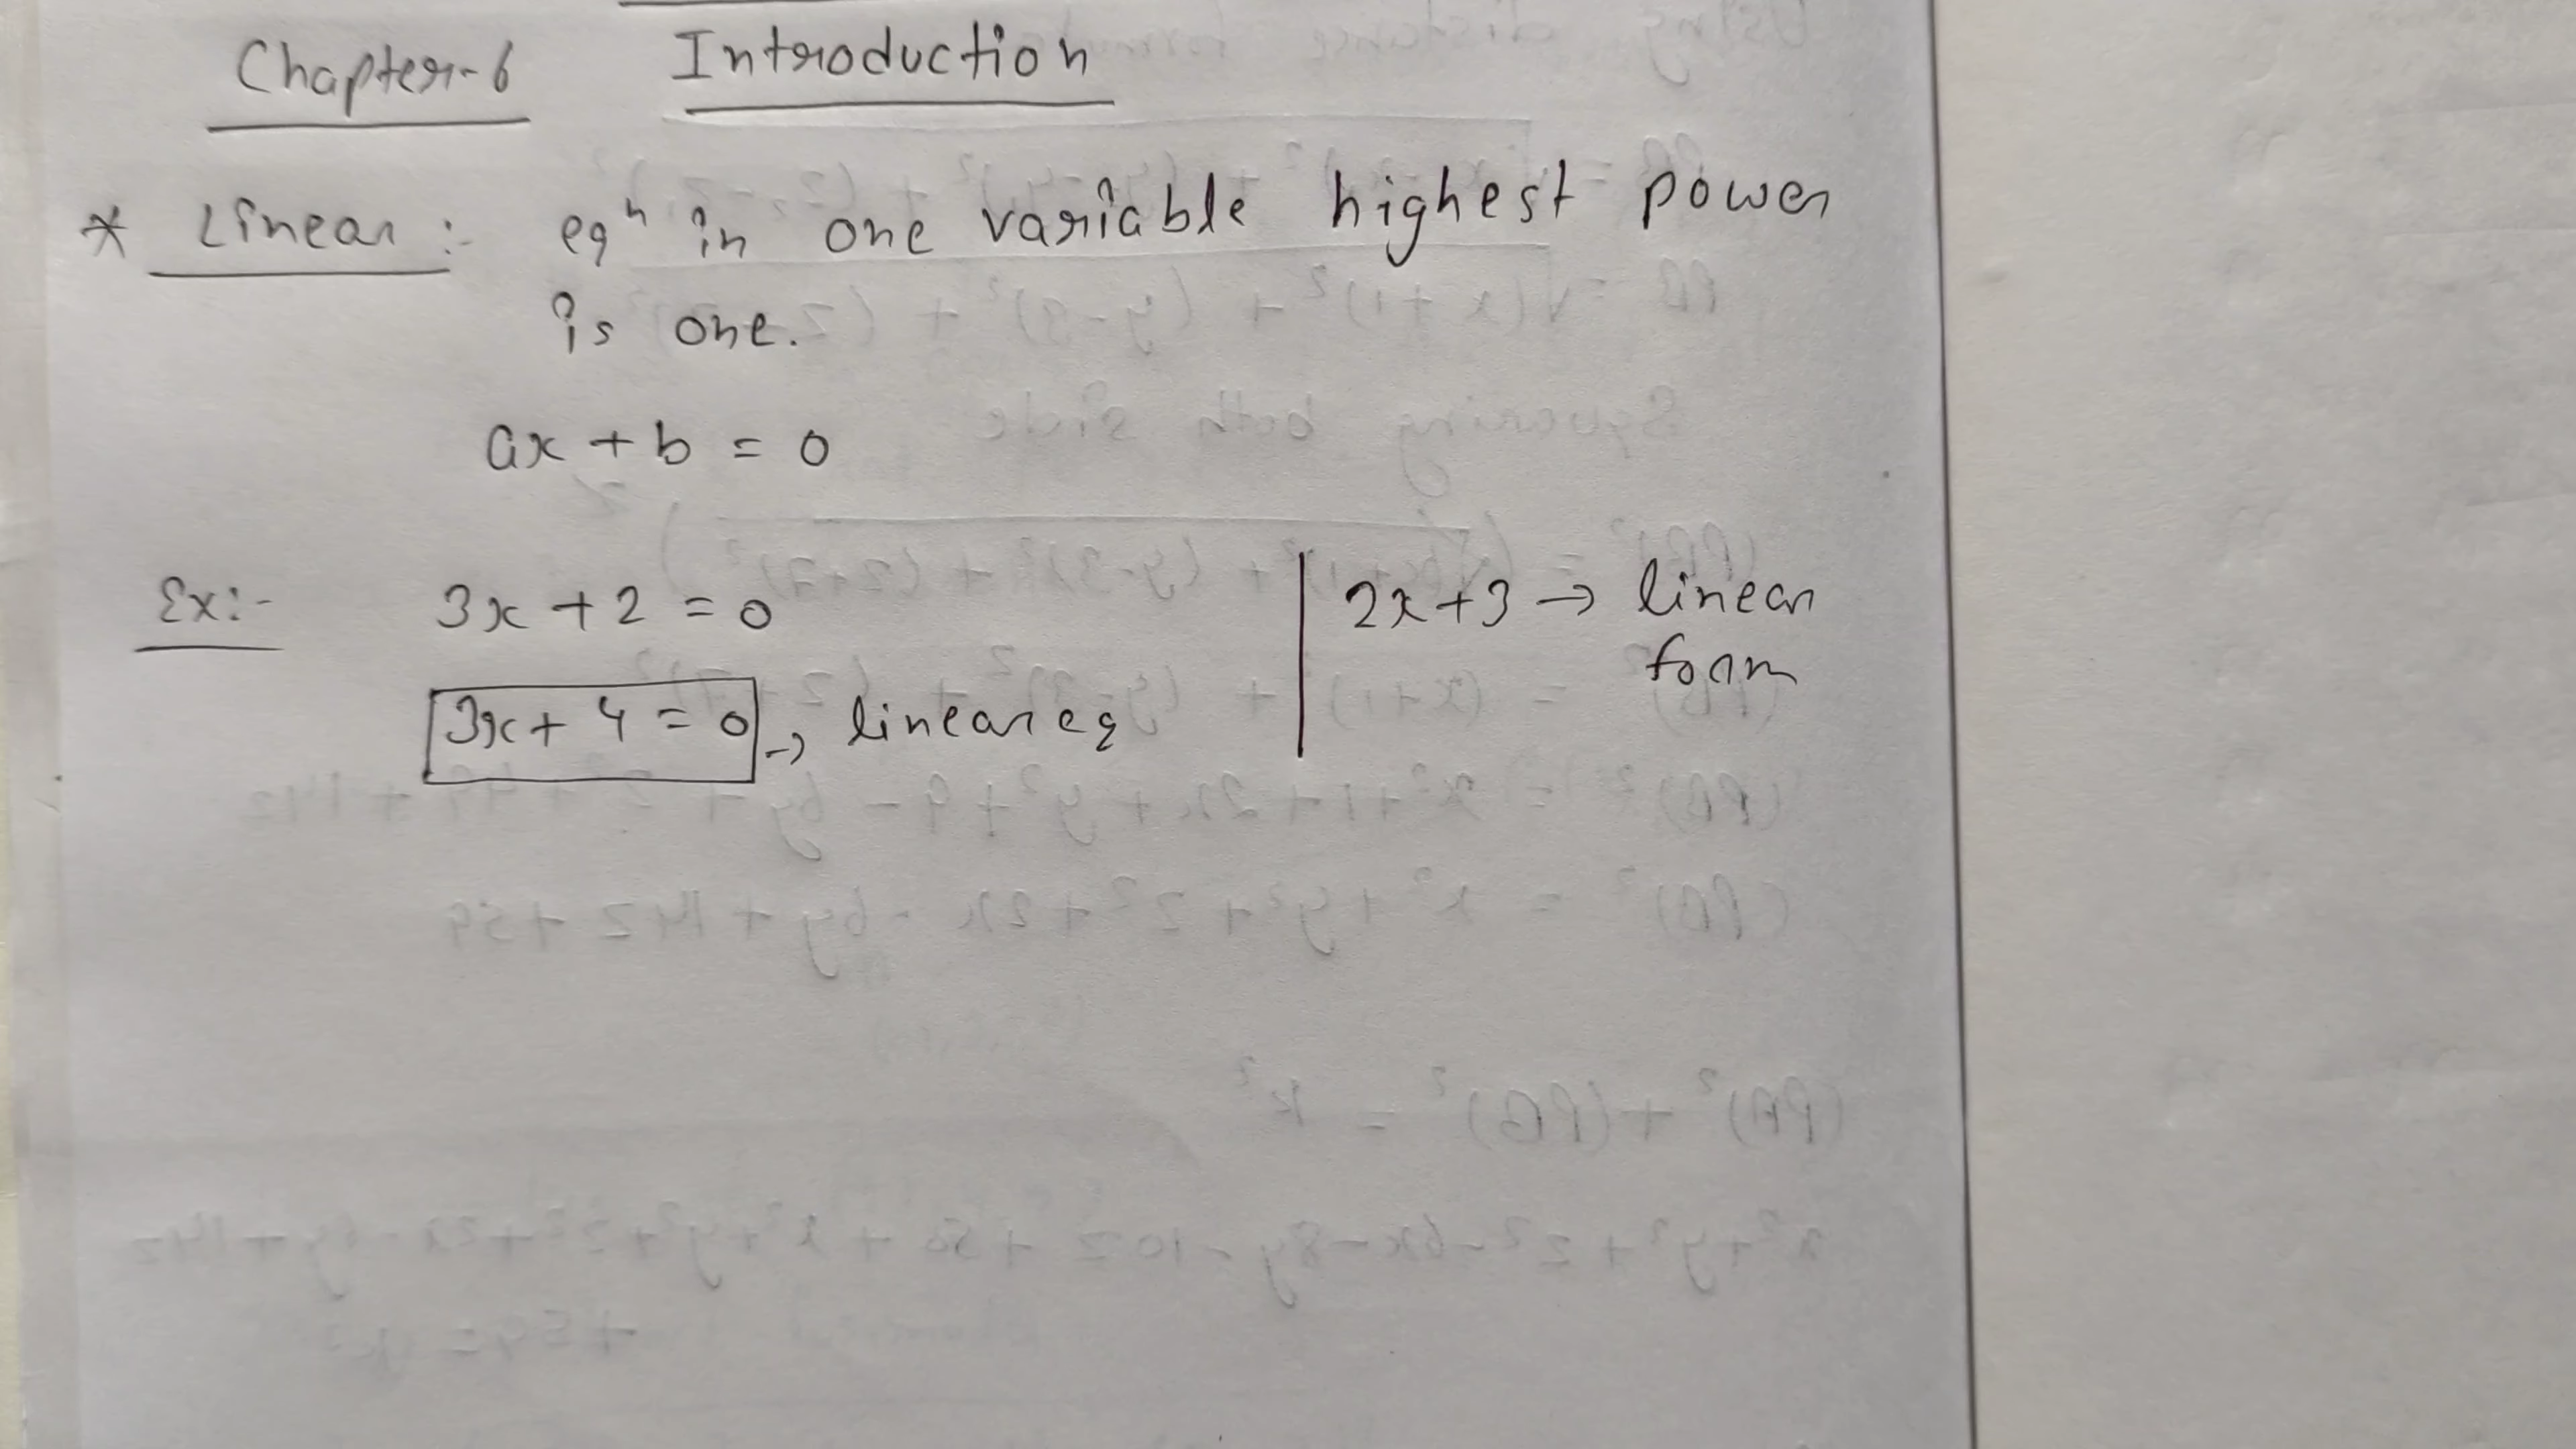 Chapter-6 Introduction
* Linear :- eqⁿ in one variable highest power
is one.
ax + b = 0
Ex:- 3x + 2 = 0 | 2x+3 → linear
form
3x + 4 = 0 → linear eq